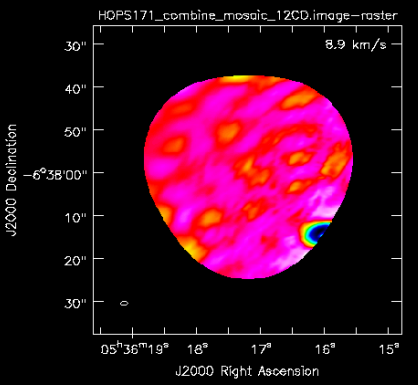 HOPS171_combine_mosaic_12CO.image-raster
8.9 km/s
30"
40"
50"
-6°38'00"
10"
20"
30"
J2000 Declination
05h36m19s 18s 17s 16s 15s
J2000 Right Ascension